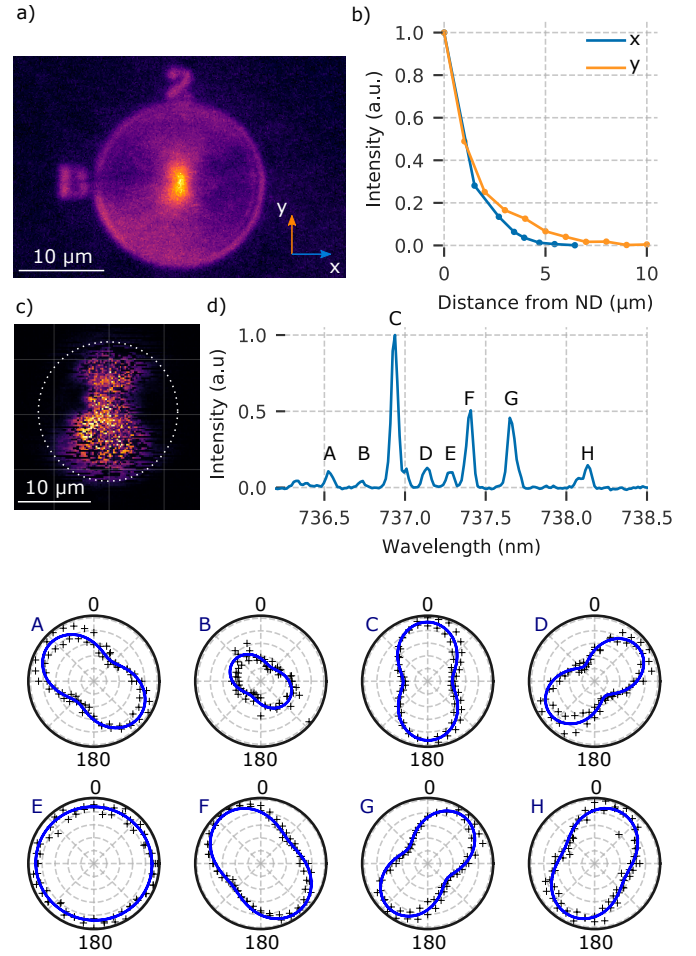 a)
2
B
y
x
10 µm
b)
Intensity (a.u.)
1.0
0.8
0.6
0.4
0.2
0.0
x
y
0
5
10
Distance from ND (µm)
c)
10 µm
d)
Intensity (a.u)
1.0
0.5
0.0
A
B
C
D
E
F
G
H
736.5 737.0 737.5 738.0 738.5
Wavelength (nm)
A 0 180
B 0 180
C 0 180
D 0 180
E 0 180
F 0 180
G 0 180
H 0 180